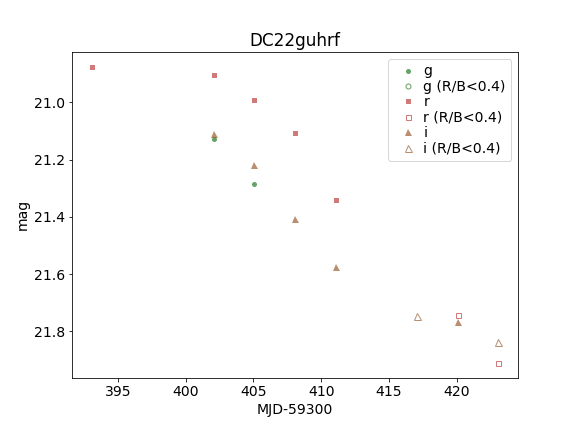 DC22guhrf
g
g (R/B<0.4)
r
r (R/B<0.4)
i
i (R/B<0.4)
21.0
21.2
21.4
21.6
21.8
mag
395
400
405
410
415
420
MJD-59300